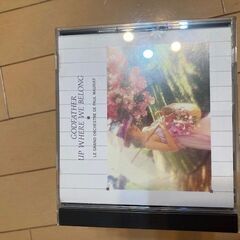 GODFATHER
UP WHERE WE BELONG
LE GRAND ORCHESTRE DE PAUL MAURIAT